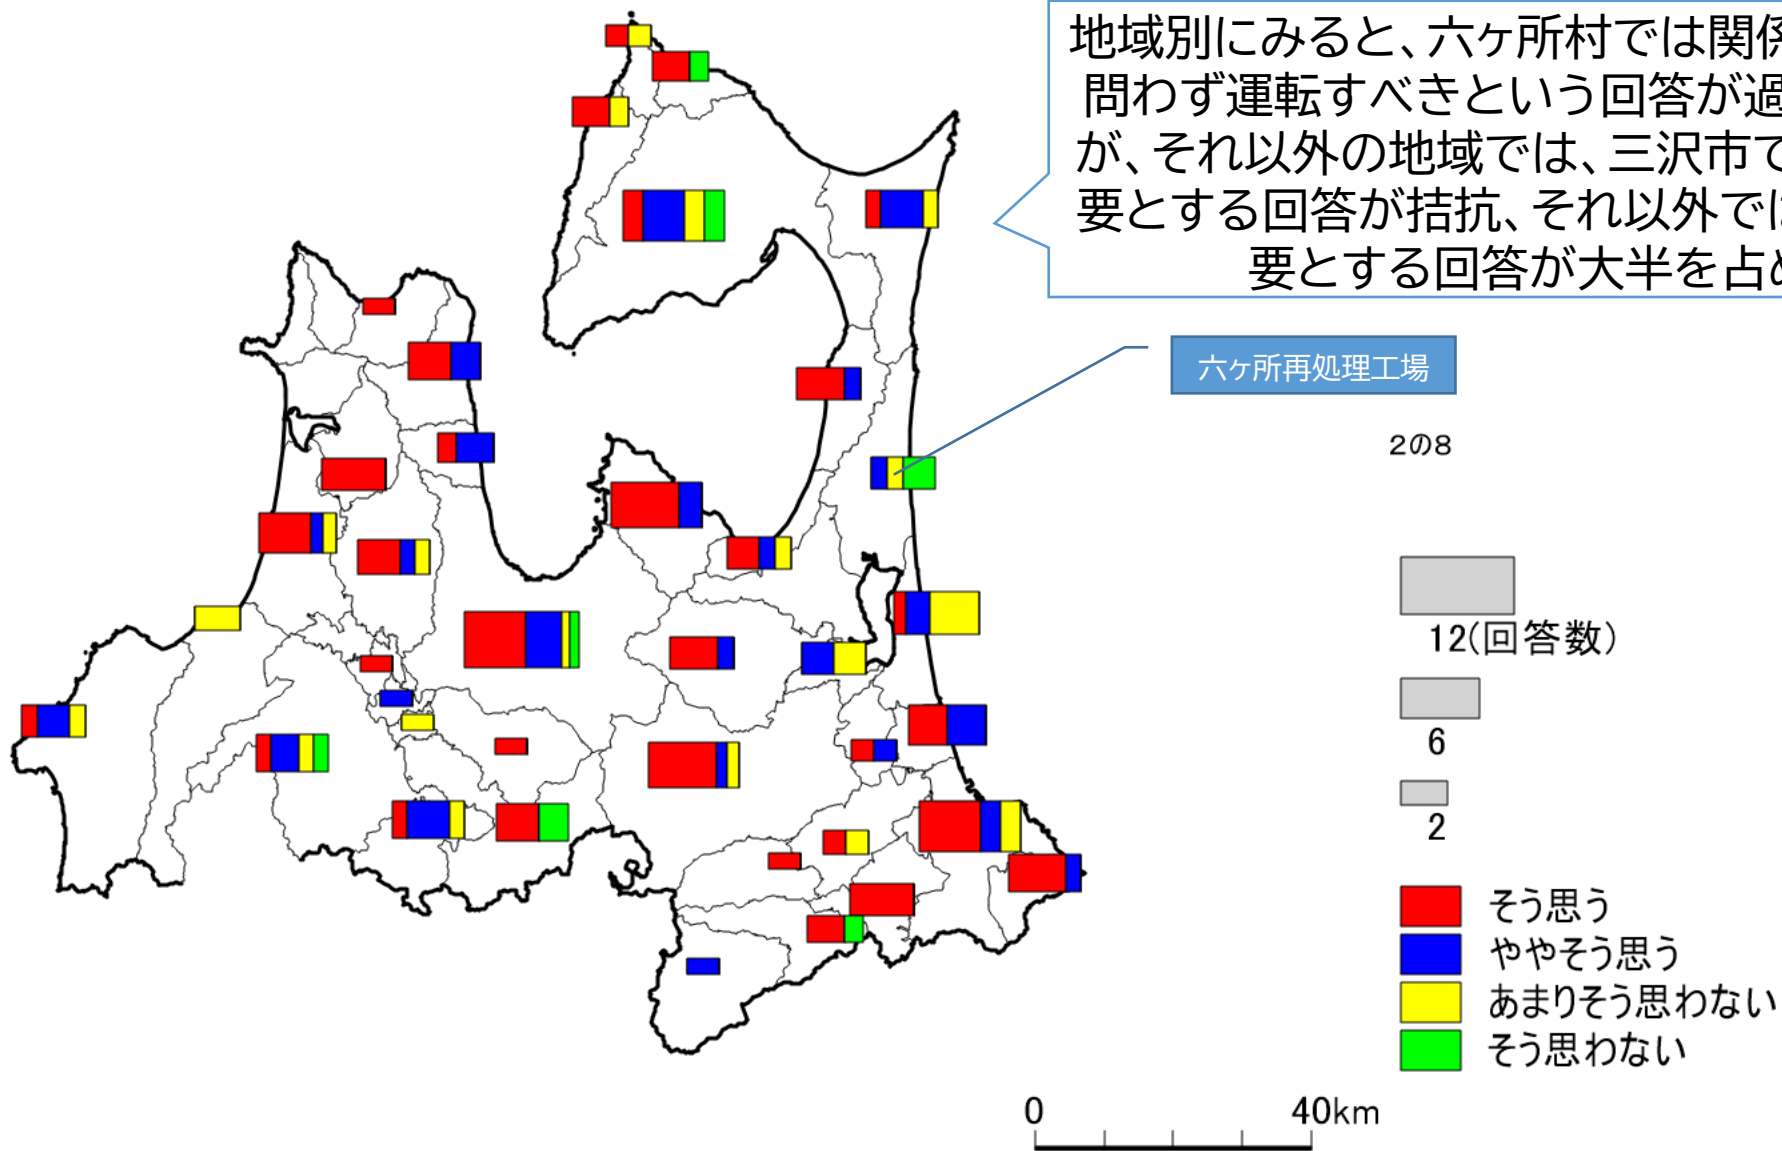 地域別にみると、六ヶ所村では関係
問わず運転すべきという回答が過
が、それ以外の地域では、三沢市で
要とする回答が拮抗、それ以外では
要とする回答が大半を占め
六ヶ所再処理工場
2の8
12(回答数)
6
2
そう思う
ややそう思う
あまりそう思わない
そう思わない
0 40km